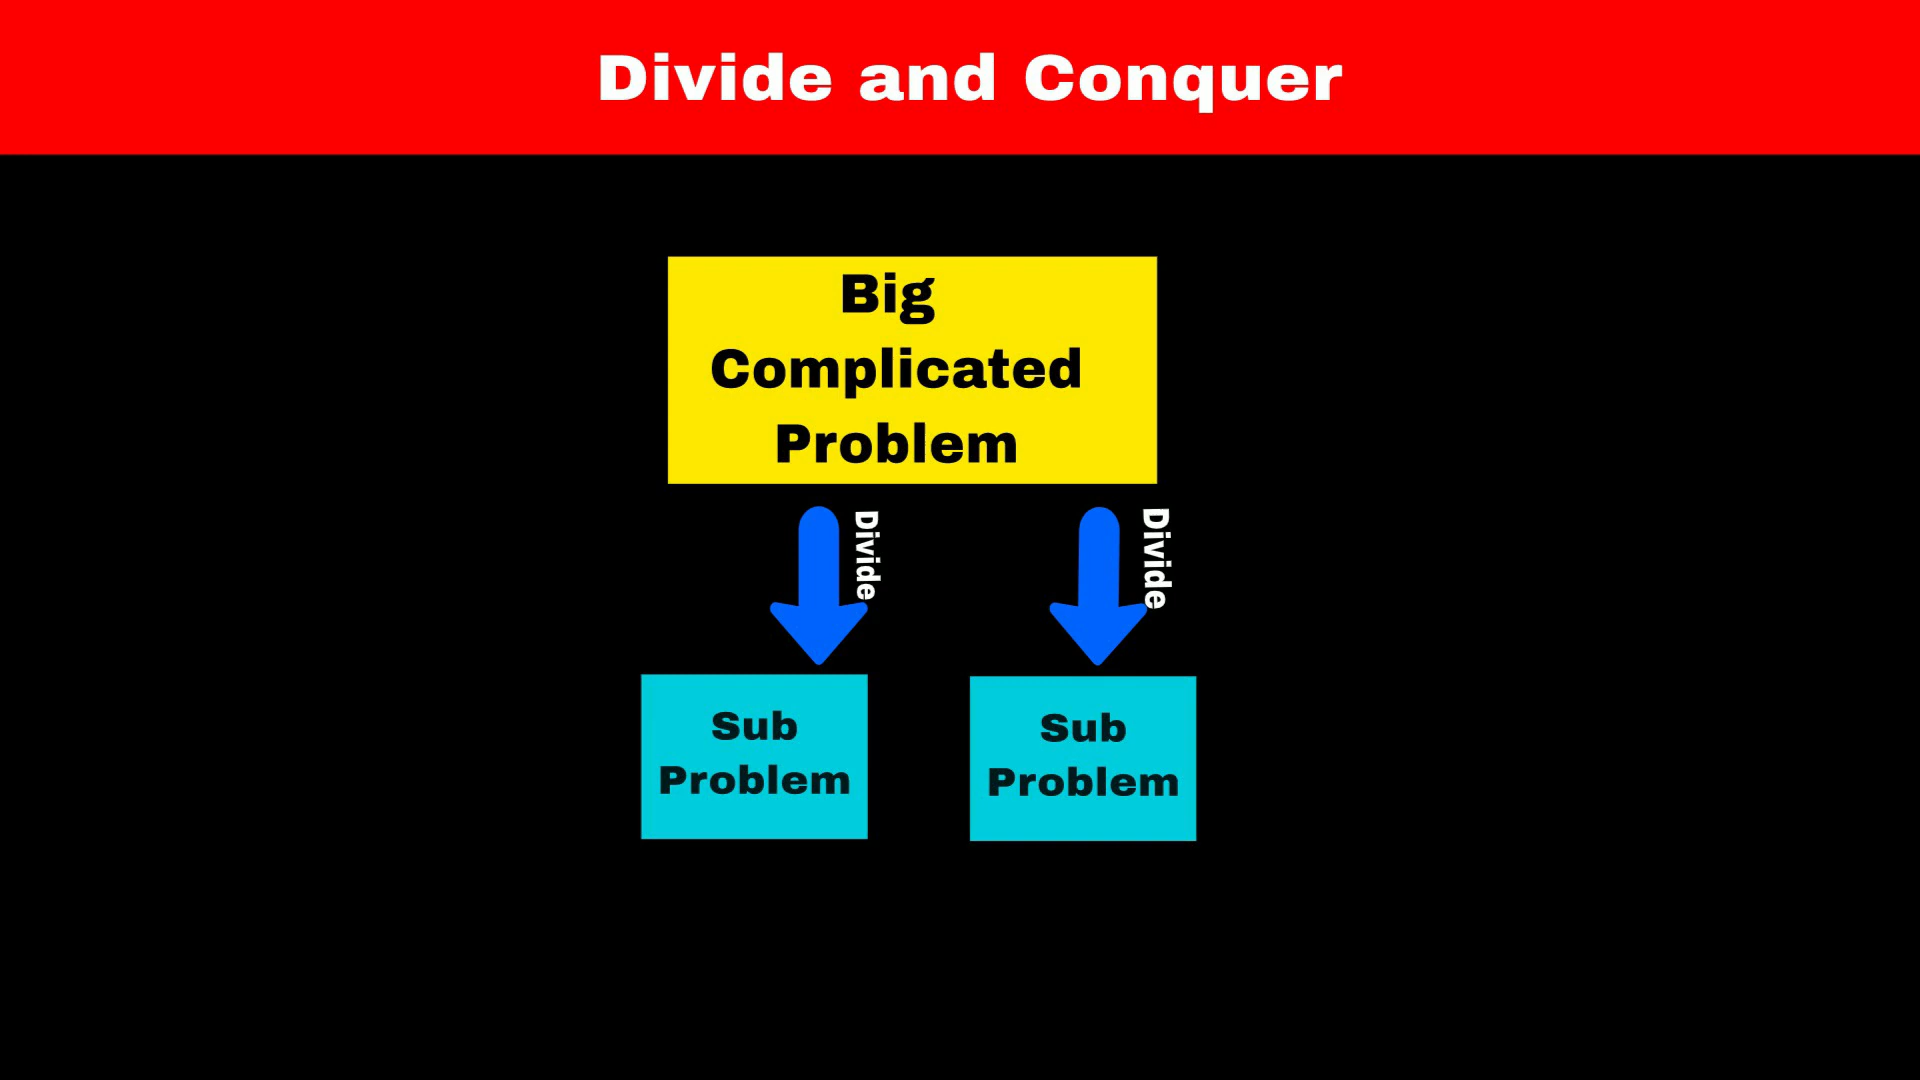 Divide and Conquer
Big
Complicated
Problem
Divide
Divide
Sub
Problem
Sub
Problem